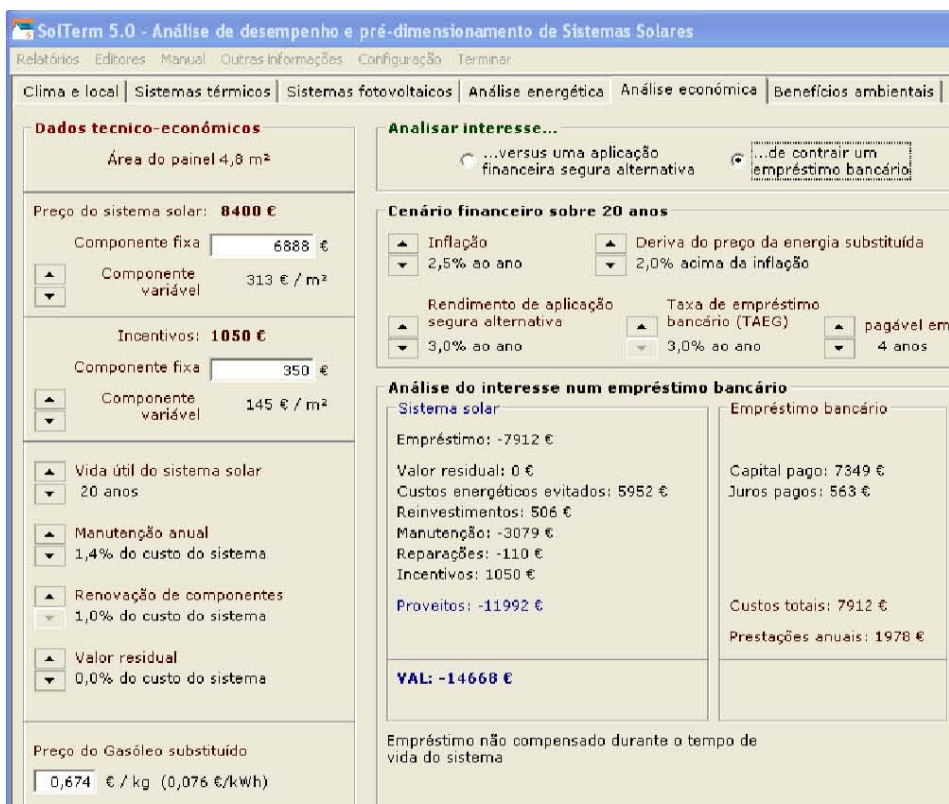 SolTerm 5.0 - Análise de desempenho e pré-dimensionamento de Sistemas Solares
Relatórios Editores Manual Outras informações Configuração Terminar
Clima e local Sistemas térmicos Sistemas fotovoltaicos Análise energética Análise económica Benefícios ambientais
Dados tecnico-económicos
Área do painel 4,8 m²
Preço do sistema solar: 8400 €
Componente fixa 6888 €
Componente
variável 313 € / m²
Incentivos: 1050 €
Componente fixa 350 €
Componente
variável 145 € / m²
Vida útil do sistema solar
20 anos
Manutenção anual
1,4% do custo do sistema
Renovação de componentes
1,0% do custo do sistema
Valor residual
0,0% do custo do sistema
Preço do Gasóleo substituído
0,674 € / kg (0,076 €/kWh)
Analisar interesse...
...versus uma aplicação
financeira segura alternativa
...de contrair um
empréstimo bancário
Cenário financeiro sobre 20 anos
Inflação
2,5% ao ano
Deriva do preço da energia substituída
2,0% acima da inflação
Rendimento de aplicação
segura alternativa
3,0% ao ano
Taxa de empréstimo
bancário (TAEG)
3,0% ao ano
pagável em
4 anos
Análise do interesse num empréstimo bancário
Sistema solar
Empréstimo: -7912 €
Valor residual: 0 €
Custos energéticos evitados: 5952 €
Reinvestimentos: 506 €
Manutenção: -3079 €
Reparações: -110 €
Incentivos: 1050 €
Proveitos: -11992 €
VAL: -14668 €
Empréstimo bancário
Capital pago: 7349 €
Juros pagos: 563 €
Custos totais: 7912 €
Prestações anuais: 1978 €
Empréstimo não compensado durante o tempo de
vida do sistema